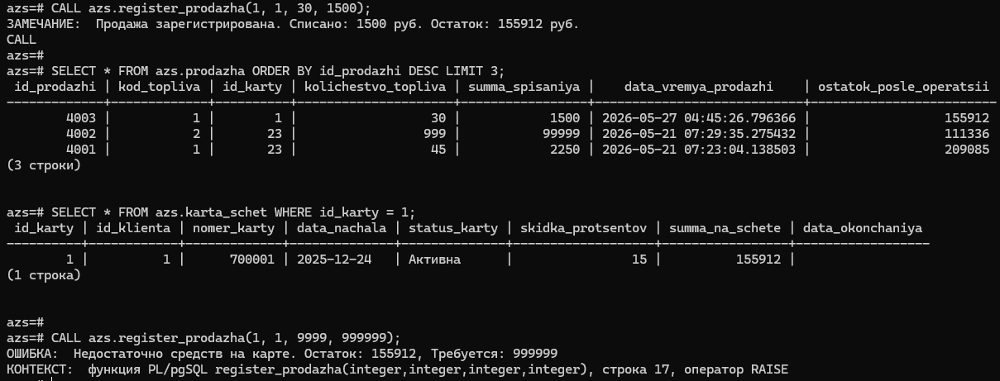 azs=# CALL azs.register_prodazha(1, 1, 30, 1500);
ЗАМЕЧАНИЕ:  Продажа зарегистрирована. Списано: 1500 руб. Остаток: 155912 руб.
CALL
azs=#
azs=# SELECT * FROM azs.prodazha ORDER BY id_prodazhi DESC LIMIT 3;
 id_prodazhi | kod_topliva | id_karty | kolichestvo_topliva | summa_spisaniya |    data_vremya_prodazhi    | ostatok_posle_operatsii
-------------+-------------+----------+---------------------+-----------------+----------------------------+-------------------------
        4003 |           1 |        1 |                  30 |            1500 | 2026-05-27 04:45:26.796366 |                  155912
        4002 |           2 |       23 |                 999 |           99999 | 2026-05-21 07:29:35.275432 |                  111336
        4001 |           1 |       23 |                  45 |            2250 | 2026-05-21 07:23:04.138503 |                  209085
(3 строки)
azs=# SELECT * FROM azs.karta_schet WHERE id_karty = 1;
 id_karty | id_klienta | nomer_karty | data_nachala | status_karty | skidka_protsentov | summa_na_schete | data_okonchaniya
----------+------------+-------------+--------------+--------------+-------------------+-----------------+------------------
        1 |          1 |      700001 | 2025-12-24   | Активна      |                15 |          155912 |
(1 строка)
azs=#
azs=# CALL azs.register_prodazha(1, 1, 9999, 999999);
ОШИБКА:  Недостаточно средств на карте. Остаток: 155912, Требуется: 999999
КОНТЕКСТ:  функция PL/pgSQL register_prodazha(integer,integer,integer,integer), строка 17, оператор RAISE